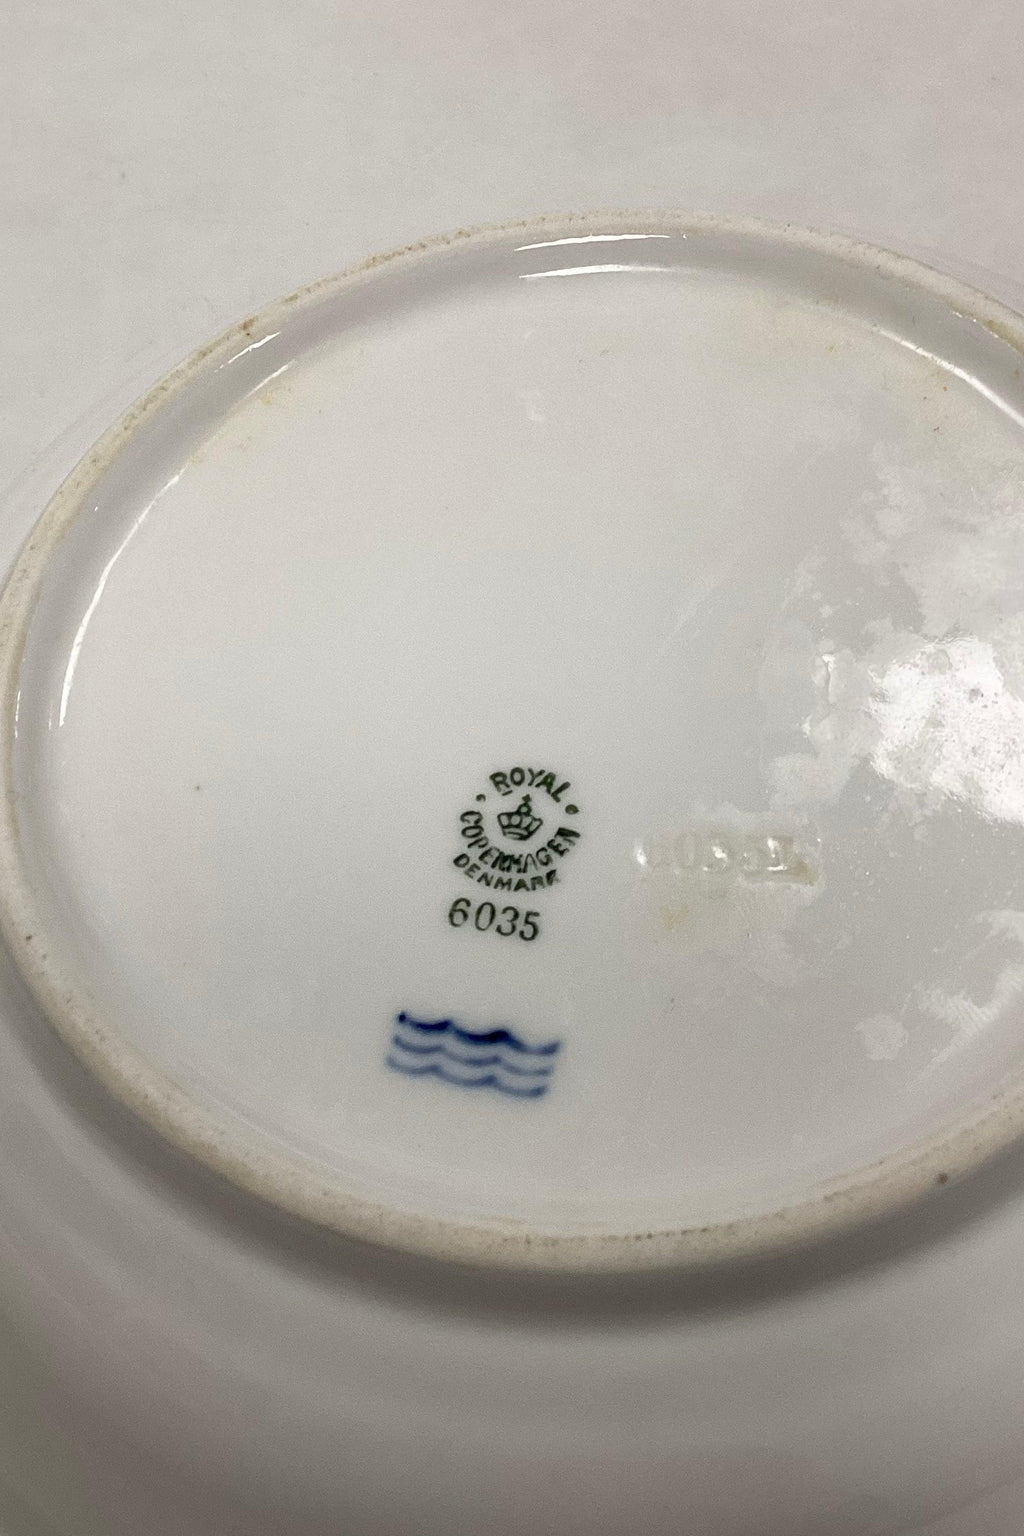 ROYAL
COPENHAGEN
DENMARK
6035